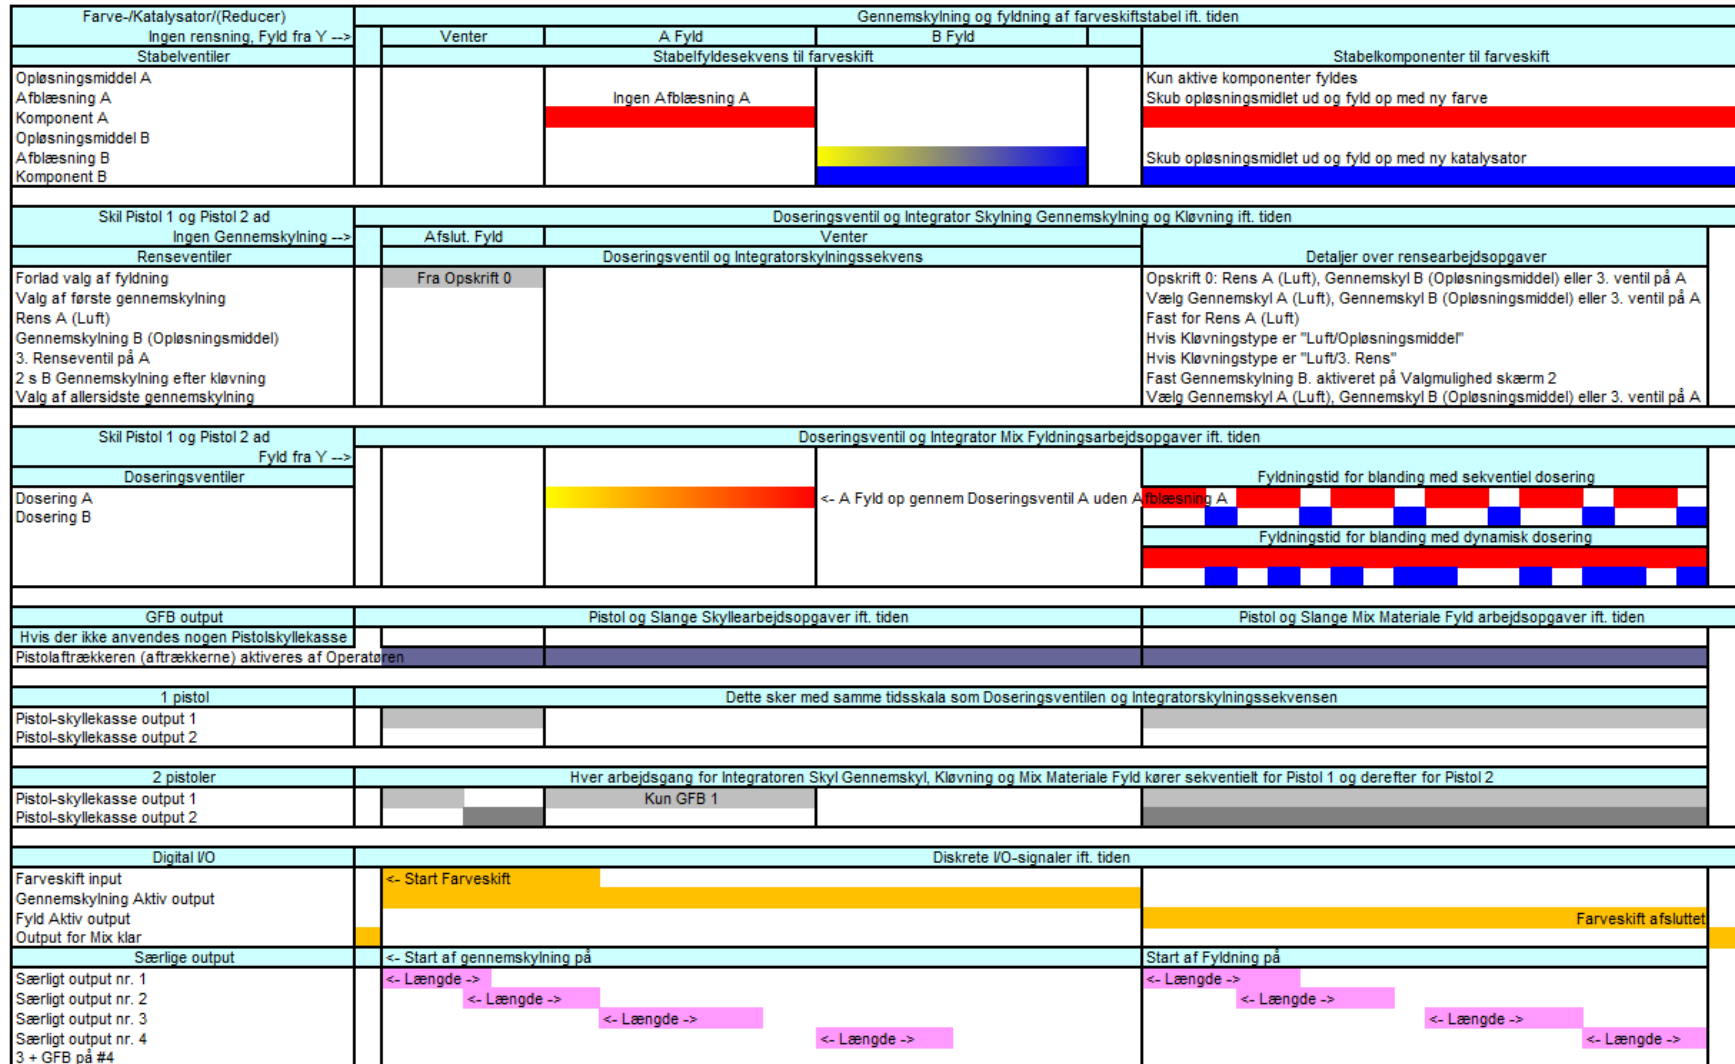 Farve-/Katalysator/(Reducer)
Gennemskylning og fyldning af farveskiftstabel ift. tiden
Ingen rensning, Fyld fra Y -->
Venter
A Fyld
B Fyld
Stabelventiler
Stabelfyldesekvens til farveskift
Stabelkomponenter til farveskift
Opløsningsmiddel A
Kun aktive komponenter fyldes
Afblæsning A
Ingen Afblæsning A
Skub opløsningsmidlet ud og fyld op med ny farve
Komponent A
Opløsningsmiddel B
Afblæsning B
Skub opløsningsmidlet ud og fyld op med ny katalysator
Komponent B
Skil Pistol 1 og Pistol 2 ad
Doseringsventil og Integrator Skylning Gennemskylning og Kløvning ift. tiden
Ingen Gennemskylning -->
Afslut. Fyld
Venter
Renseventiler
Doseringsventil og Integratorskylningssekvens
Detaljer over rensearbejdsopgaver
Forlad valg af fyldning
Fra Opskrift 0
Opskrift 0: Rens A (Luft), Gennemskyl B (Opløsningsmiddel) eller 3. ventil på A
Valg af første gennemskylning
Vælg Gennemskyl A (Luft), Gennemskyl B (Opløsningsmiddel) eller 3. ventil på A
Rens A (Luft)
Fast for Rens A (Luft)
Gennemskylning B (Opløsningsmiddel)
Hvis Kløvningstype er "Luft/Opløsningsmiddel"
3. Renseventil på A
Hvis Kløvningstype er "Luft/3. Rens"
2 s B Gennemskylning efter kløvning
Fast Gennemskylning B. aktiveret på Valgmulighed skærm 2
Valg af allersidste gennemskylning
Vælg Gennemskyl A (Luft), Gennemskyl B (Opløsningsmiddel) eller 3. ventil på A
Skil Pistol 1 og Pistol 2 ad
Doseringsventil og Integrator Mix Fyldningsarbejdsopgaver ift. tiden
Fyld fra Y -->
Doseringsventiler
Fyldningstid for blanding med sekventiel dosering
Dosering A
<- A Fyld op gennem Doseringsventil A uden Afblæsning A
Dosering B
Fyldningstid for blanding med dynamisk dosering
GFB output
Pistol og Slange Skyllearbejdsopgaver ift. tiden
Pistol og Slange Mix Materiale Fyld arbejdsopgaver ift. tiden
Hvis der ikke anvendes nogen Pistolskyllekasse
Pistolaftrækkeren (aftrækkerne) aktiveres af Operatøren
1 pistol
Dette sker med samme tidsskala som Doseringsventilen og Integratorskylningssekvensen
Pistol-skyllekasse output 1
Pistol-skyllekasse output 2
2 pistoler
Hver arbejdsgang for Integratoren Skyl Gennemskyl, Kløvning og Mix Materiale Fyld kører sekventielt for Pistol 1 og derefter for Pistol 2
Pistol-skyllekasse output 1
Kun GFB 1
Pistol-skyllekasse output 2
Digital I/O
Diskrete I/O-signaler ift. tiden
Farveskift input
<- Start Farveskift
Gennemskylning Aktiv output
Fyld Aktiv output
Farveskift afsluttet
Output for Mix klar
Særlige output
<- Start af gennemskylning på
Start af Fyldning på
Særligt output nr. 1
<- Længde ->
<- Længde ->
Særligt output nr. 2
<- Længde ->
<- Længde ->
Særligt output nr. 3
<- Længde ->
<- Længde ->
Særligt output nr. 4
<- Længde ->
<- Længde ->
3 + GFB på #4